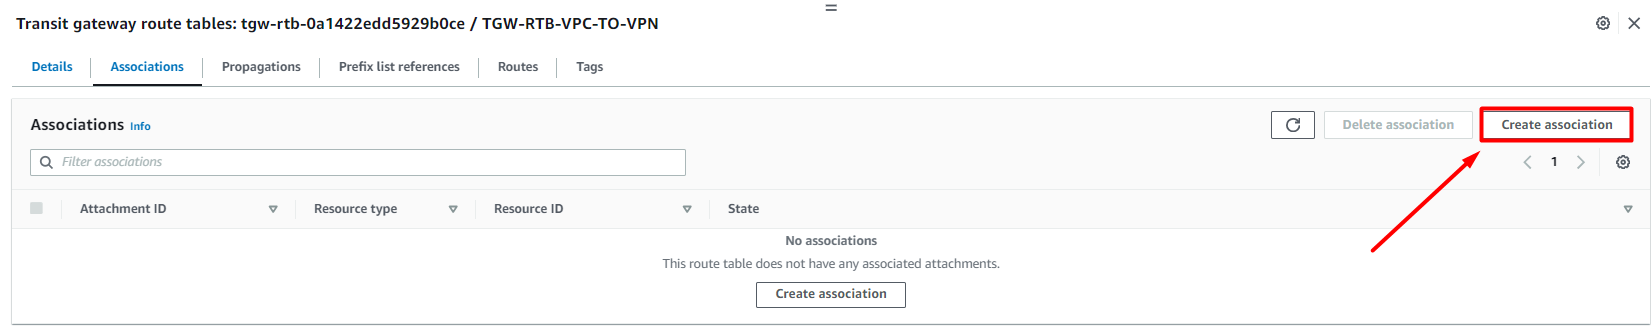 Transit gateway route tables: tgw-rtb-0a1422edd5929b0ce / TGW-RTB-VPC-TO-VPN
Details Associations Propagations Prefix list references Routes Tags
Associations Info Delete association Create association
Filter associations 1
Attachment ID Resource type Resource ID State
No associations
This route table does not have any associated attachments.
Create association